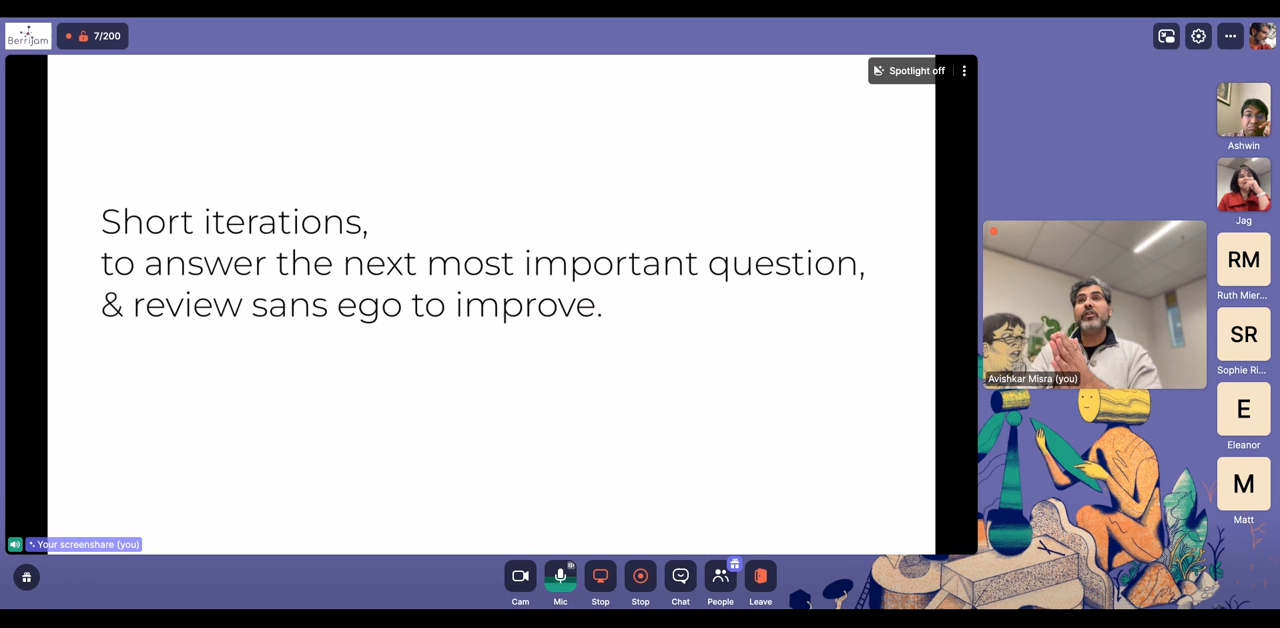 Berrijam
7/200
Spotlight off
Short iterations,
to answer the next most important question,
& review sans ego to improve.
Ashwin
Jag
RM
Ruth Mier...
SR
Sophie Ri...
E
Eleanor
M
Matt
Avishkar Misra (you)
Your screenshare (you)
Cam
Mic
Stop
Stop
Chat
People
Leave